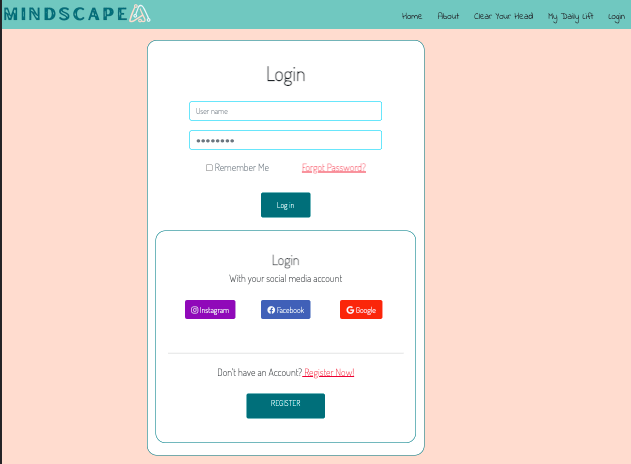 MINDSCAPE
Home About Clear Your Head My Daily Lift Login
Login
User name
Remember Me Forgot Password?
Log in
Login
With your social media account
Instagram Facebook Google
Don't have an Account? Register Now!
REGISTER